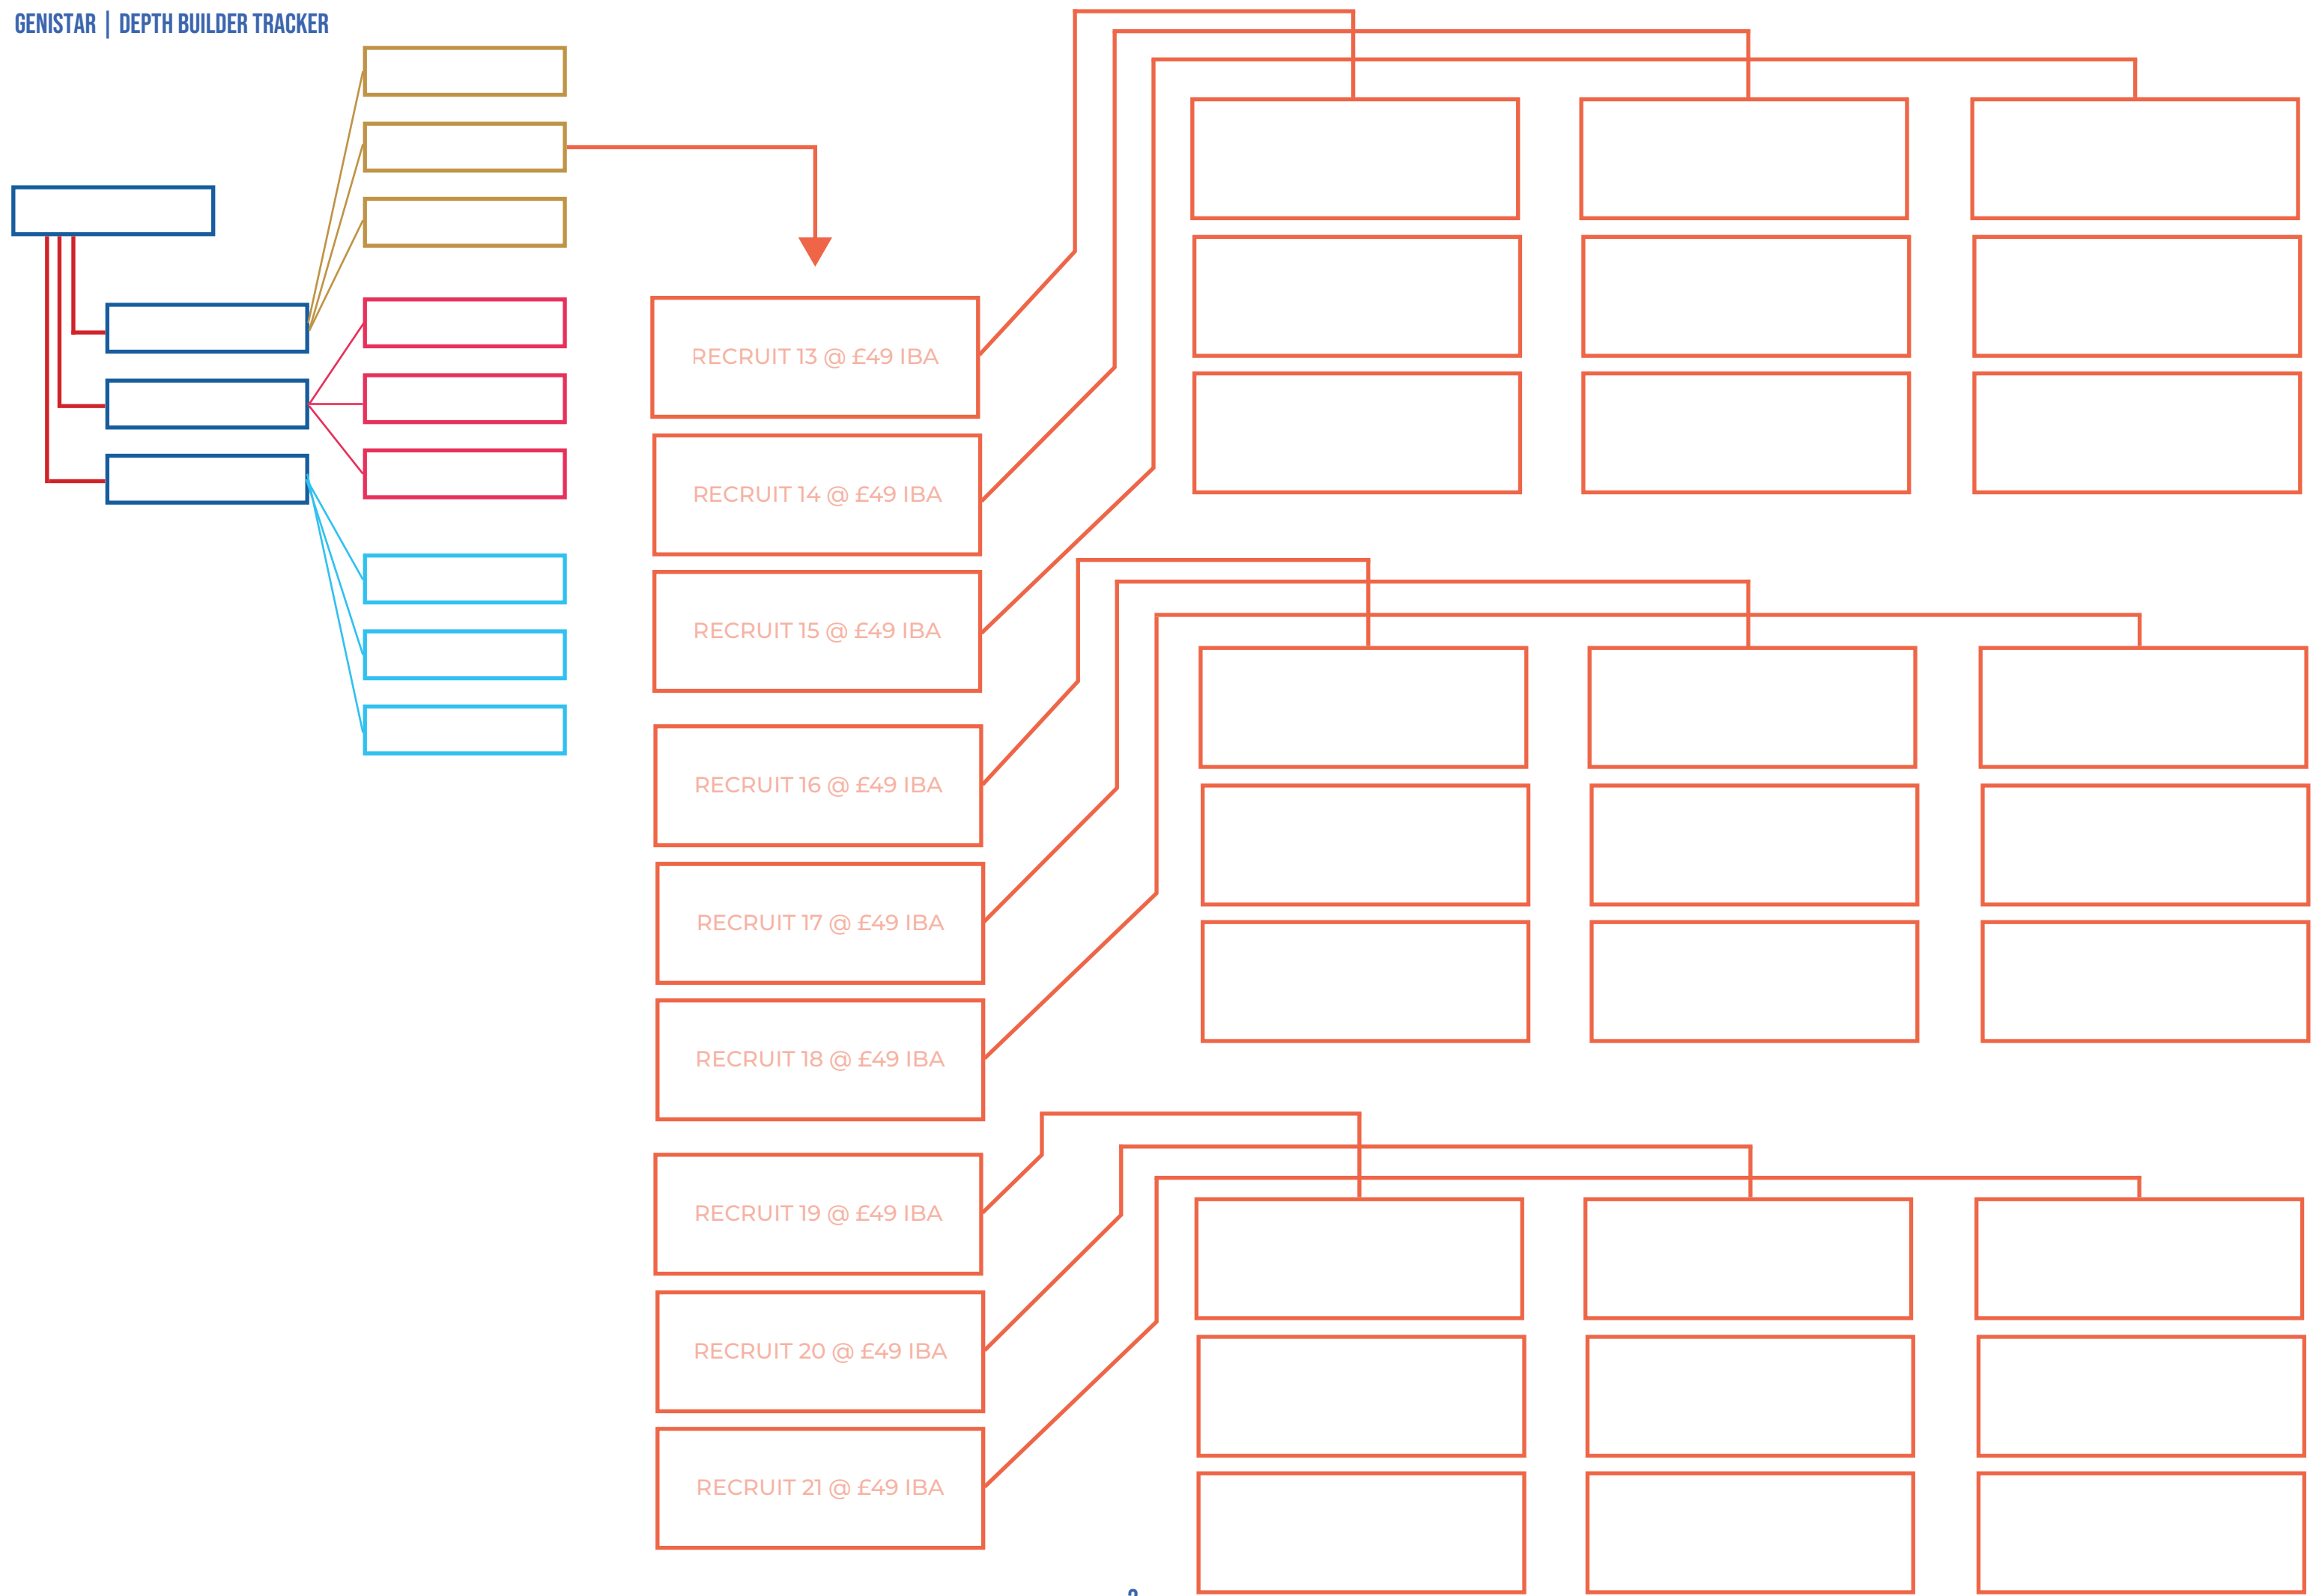 GENISTAR | DEPTH BUILDER TRACKER
RECRUIT 13 @ £49 IBA
RECRUIT 14 @ £49 IBA
RECRUIT 15 @ £49 IBA
RECRUIT 16 @ £49 IBA
RECRUIT 17 @ £49 IBA
RECRUIT 18 @ £49 IBA
RECRUIT 19 @ £49 IBA
RECRUIT 20 @ £49 IBA
RECRUIT 21 @ £49 IBA